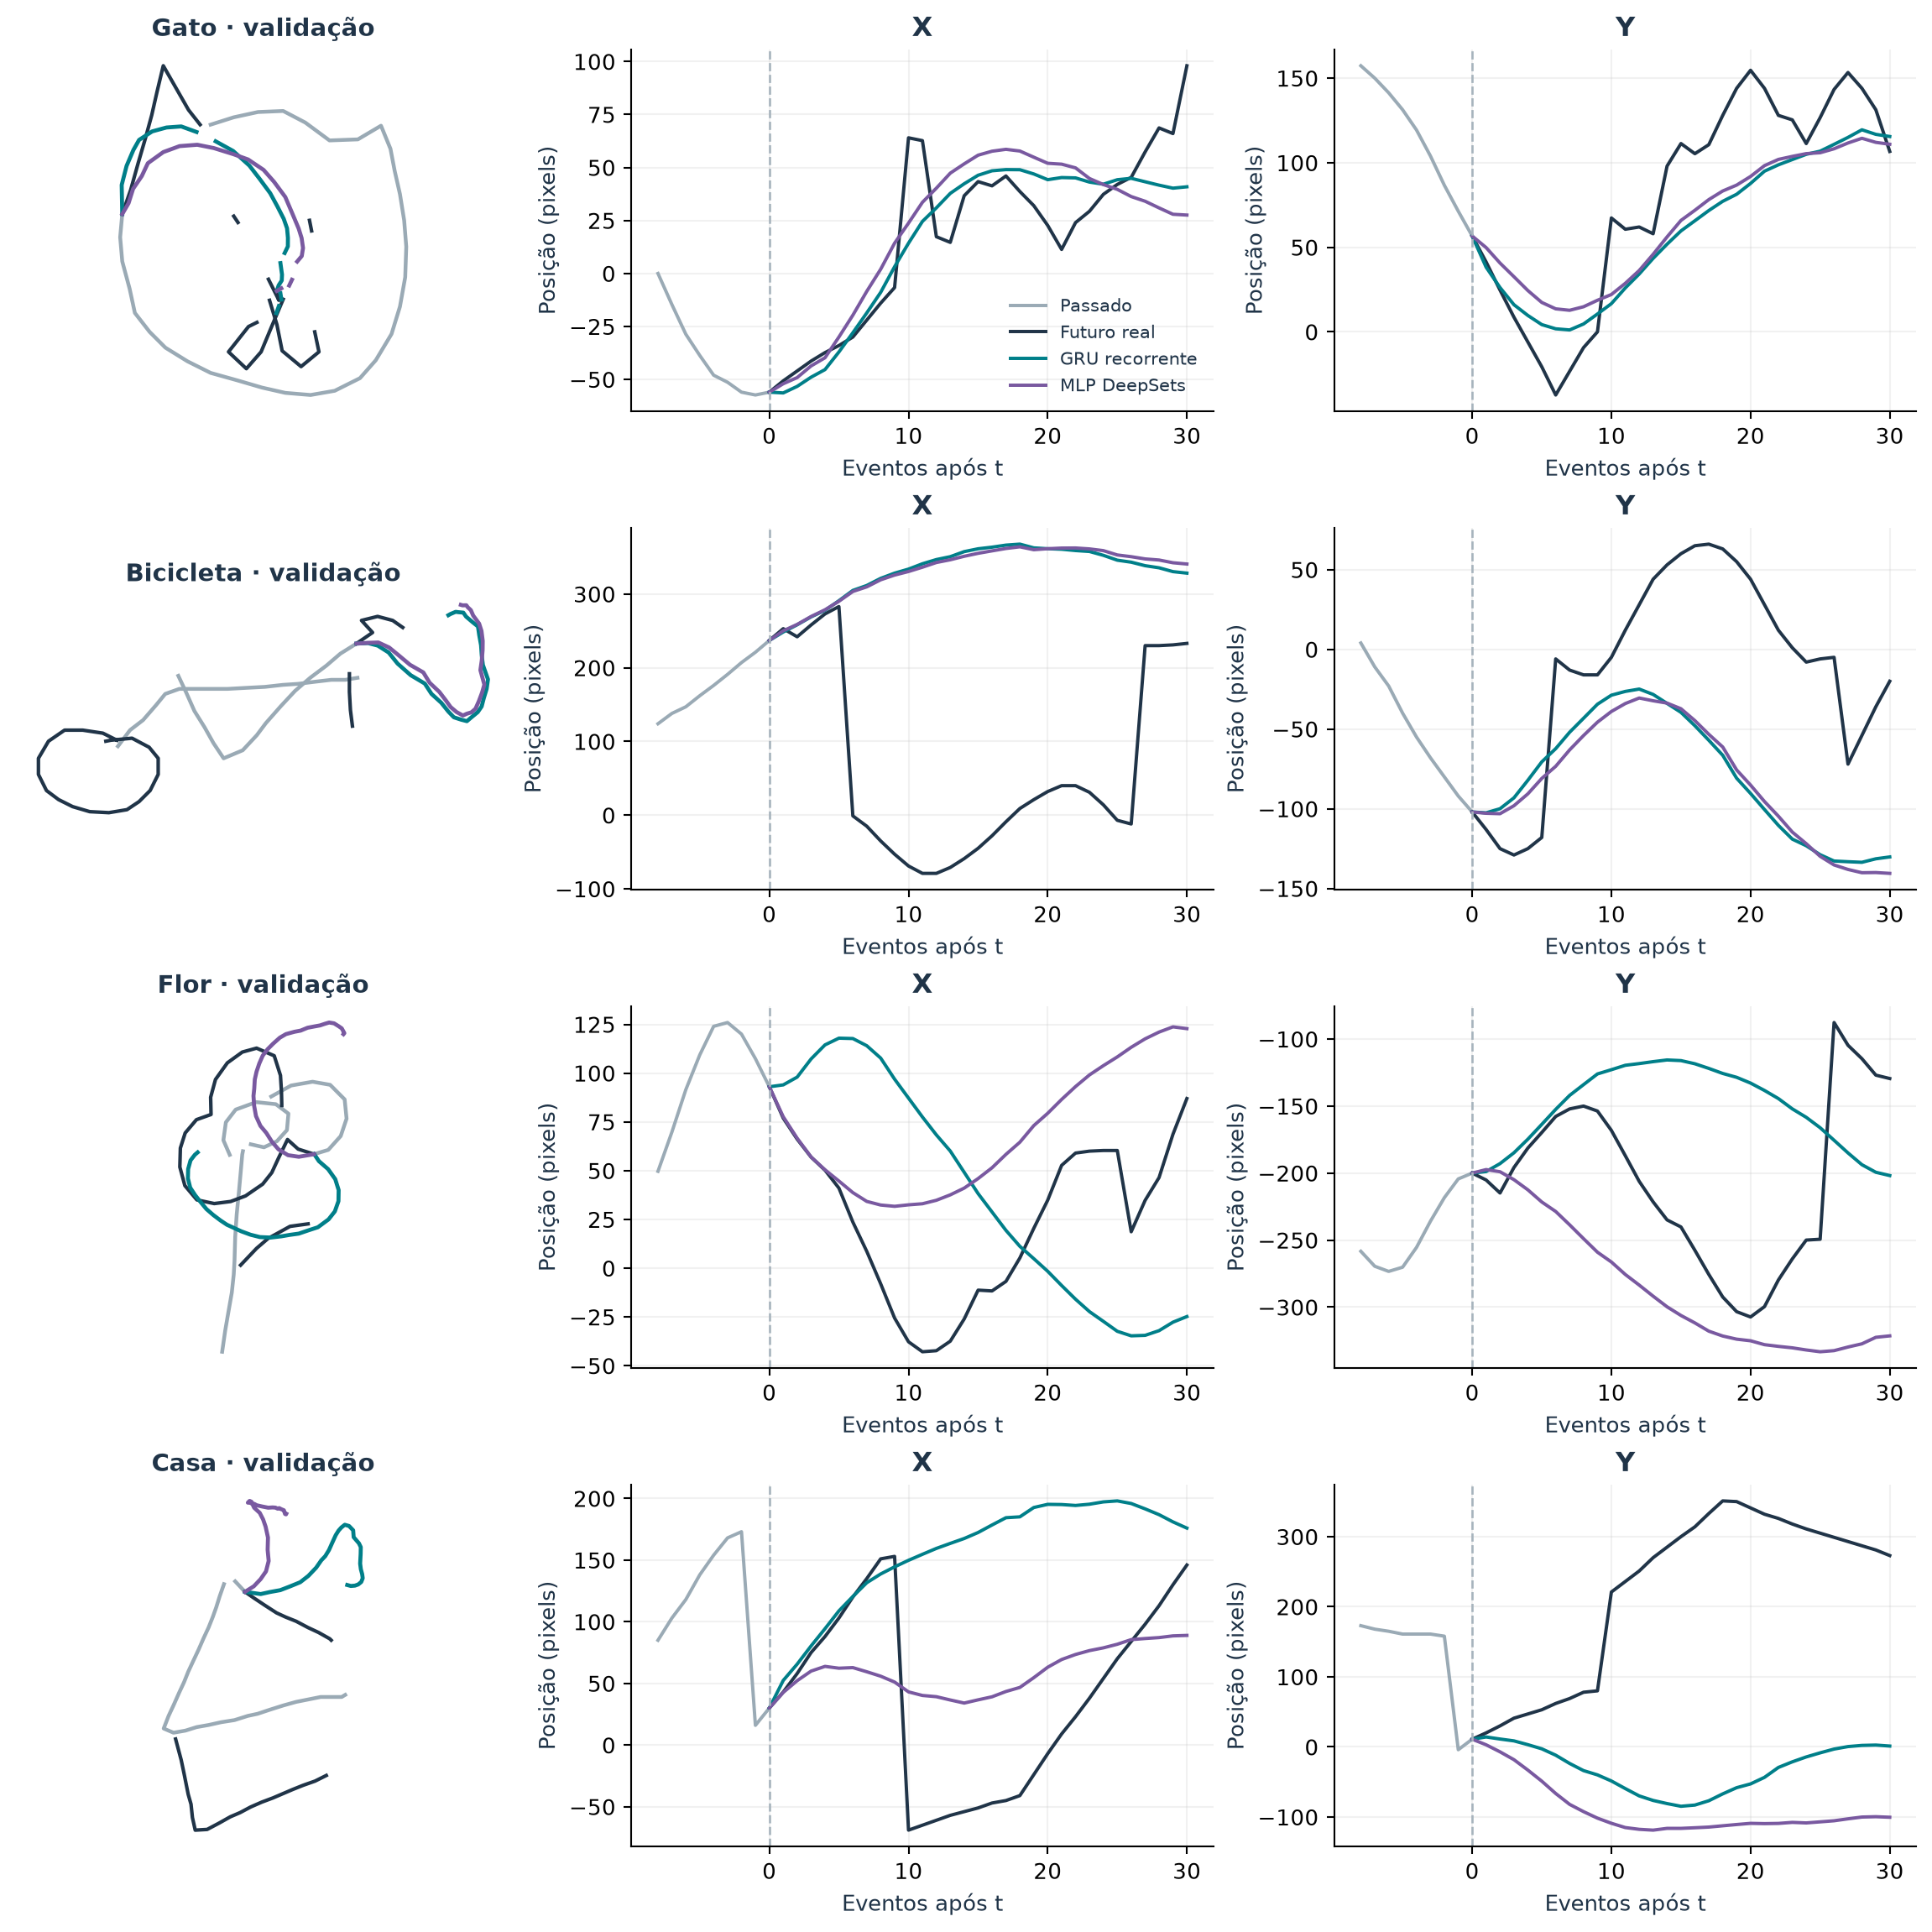 Gato · validação
X
Y
Posição (pixels)
100
75
50
25
0
−25
−50
Passado
Futuro real
GRU recorrente
MLP DeepSets
0 10 20 30
Eventos após t
Posição (pixels)
150
100
50
0
0 10 20 30
Eventos após t
Bicicleta · validação
X
Y
Posição (pixels)
300
200
100
0
−100
0 10 20 30
Eventos após t
Posição (pixels)
50
0
−50
−100
−150
0 10 20 30
Eventos após t
Flor · validação
X
Y
Posição (pixels)
125
100
75
50
25
0
−25
−50
0 10 20 30
Eventos após t
Posição (pixels)
−100
−150
−200
−250
−300
0 10 20 30
Eventos após t
Casa · validação
X
Y
Posição (pixels)
200
150
100
50
0
−50
0 10 20 30
Eventos após t
Posição (pixels)
300
200
100
0
−100
0 10 20 30
Eventos após t